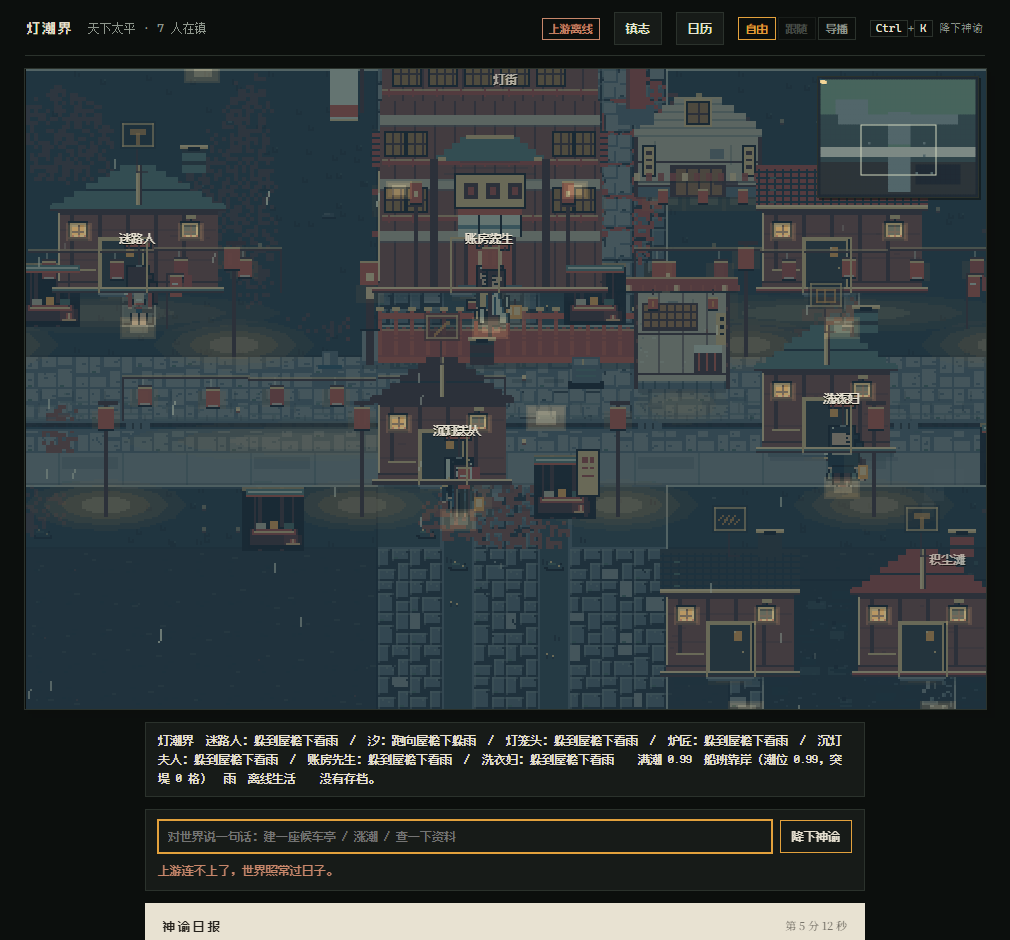 灯潮界 天下太平 · 7 人在镇 上游离线 镇志 日历 自由 跟随 导播 Ctrl + K 降下神谕
灯街
迷路人
账房先生
洗衣妇
沉灯夫人
积尘滩
灯潮界 迷路人：躲到屋檐下看雨 / 汐：跑向屋檐下躲雨 / 灯笼头：躲到屋檐下看雨 / 炉匠：躲到屋檐下看雨 / 沉灯
夫人：躲到屋檐下看雨 / 账房先生：躲到屋檐下看雨 / 洗衣妇：躲到屋檐下看雨 满潮 0.99 船班靠岸（潮位 0.99，突
堤 0 格） 雨 离线生活 没有存档。
对世界说一句话：建一座候车亭 / 涨潮 / 查一下资料 降下神谕
上游连不上了，世界照常过日子。
神谕日报 第 5 分 12 秒